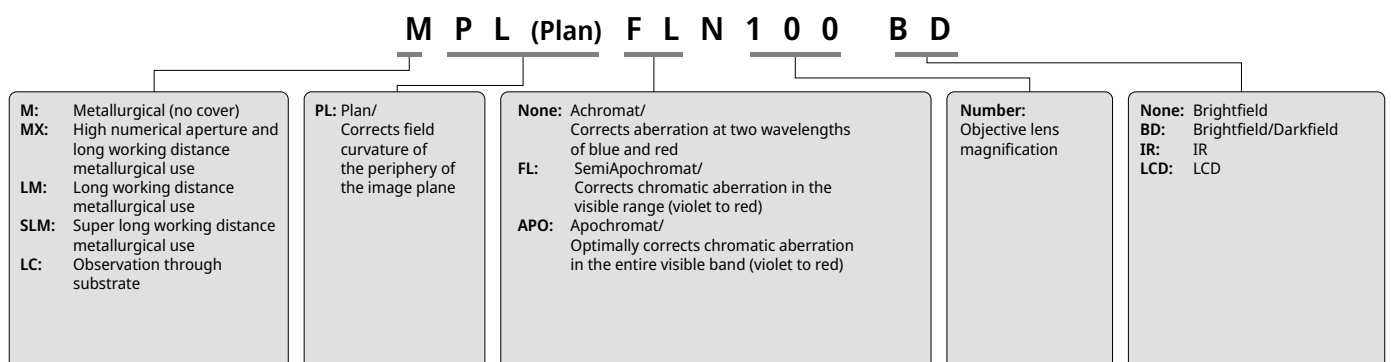 M P L (Plan) F L N 1 0 0 B D
M: Metallurgical (no cover)
MX: High numerical aperture and
long working distance
metallurgical use
LM: Long working distance
metallurgical use
SLM: Super long working distance
metallurgical use
LC: Observation through
substrate
PL: Plan/
Corrects field
curvature of
the periphery of
the image plane
None: Achromat/
Corrects aberration at two wavelengths
of blue and red
FL: SemiApochromat/
Corrects chromatic aberration in the
visible range (violet to red)
APO: Apochromat/
Optimally corrects chromatic aberration
in the entire visible band (violet to red)
Number:
Objective lens
magnification
None: Brightfield
BD: Brightfield/Darkfield
IR: IR
LCD: LCD